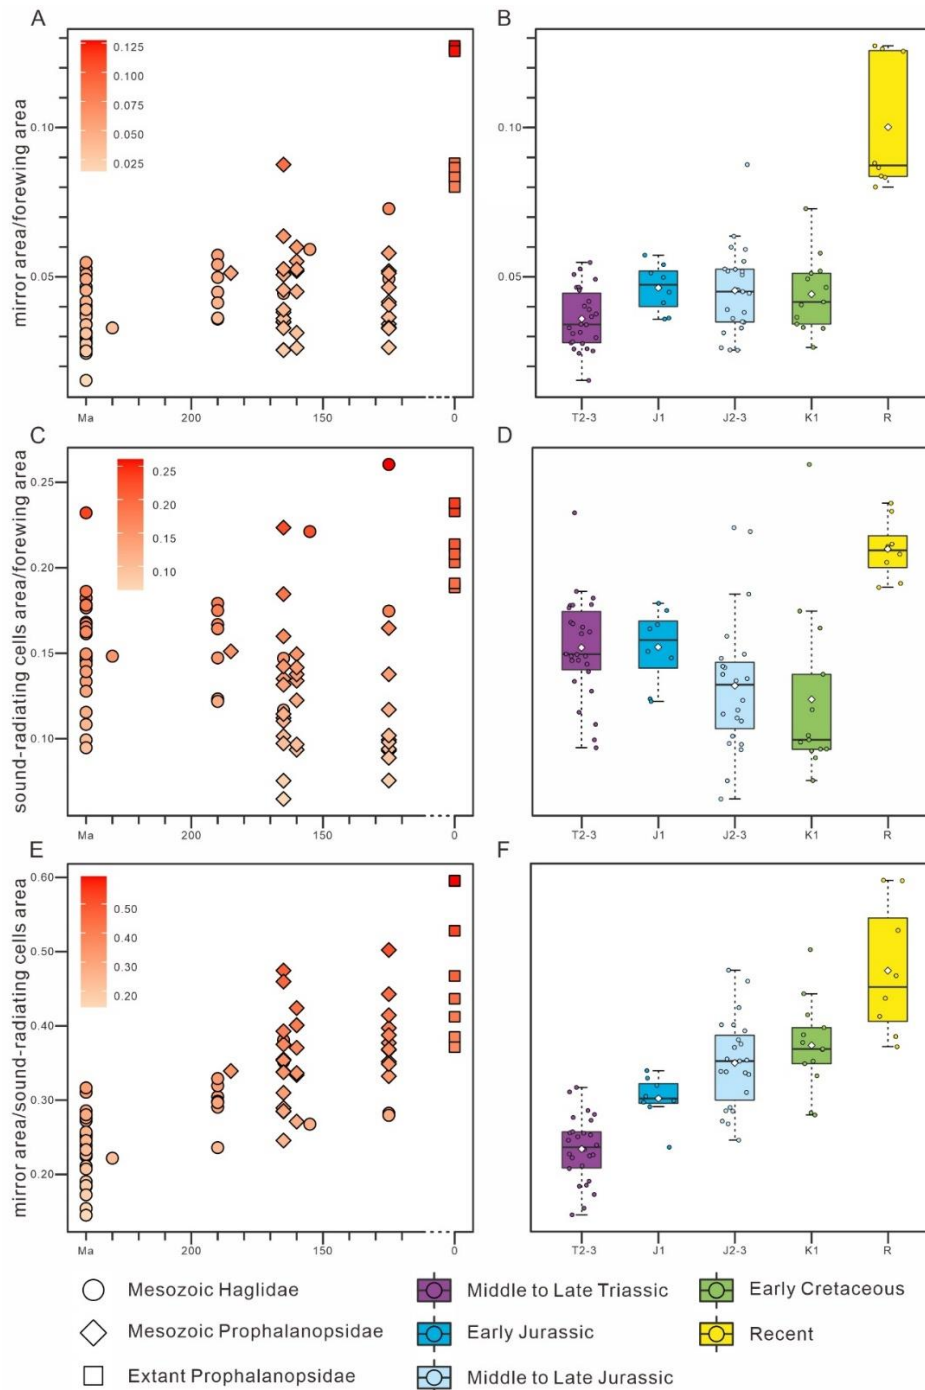 A
B
mirror area/forewing area
0.125
0.100
0.075
0.050
0.025
0.10
0.05
Ma
200
150
0
0.10
0.05
T2-3
J1
J2-3
K1
R
C
D
sound-radiating cells area/forewing area
0.25
0.20
0.15
0.10
0.25
0.20
0.15
0.10
Ma
200
150
0
T2-3
J1
J2-3
K1
R
E
F
mirror area/sound-radiating cells area
0.60
0.50
0.40
0.30
0.20
0.50
0.40
0.30
0.20
Ma
200
150
0
T2-3
J1
J2-3
K1
R
Mesozoic Haglidae
Middle to Late Triassic
Early Cretaceous
Mesozoic Prophalanopsidae
Early Jurassic
Recent
Extant Prophalanopsidae
Middle to Late Jurassic